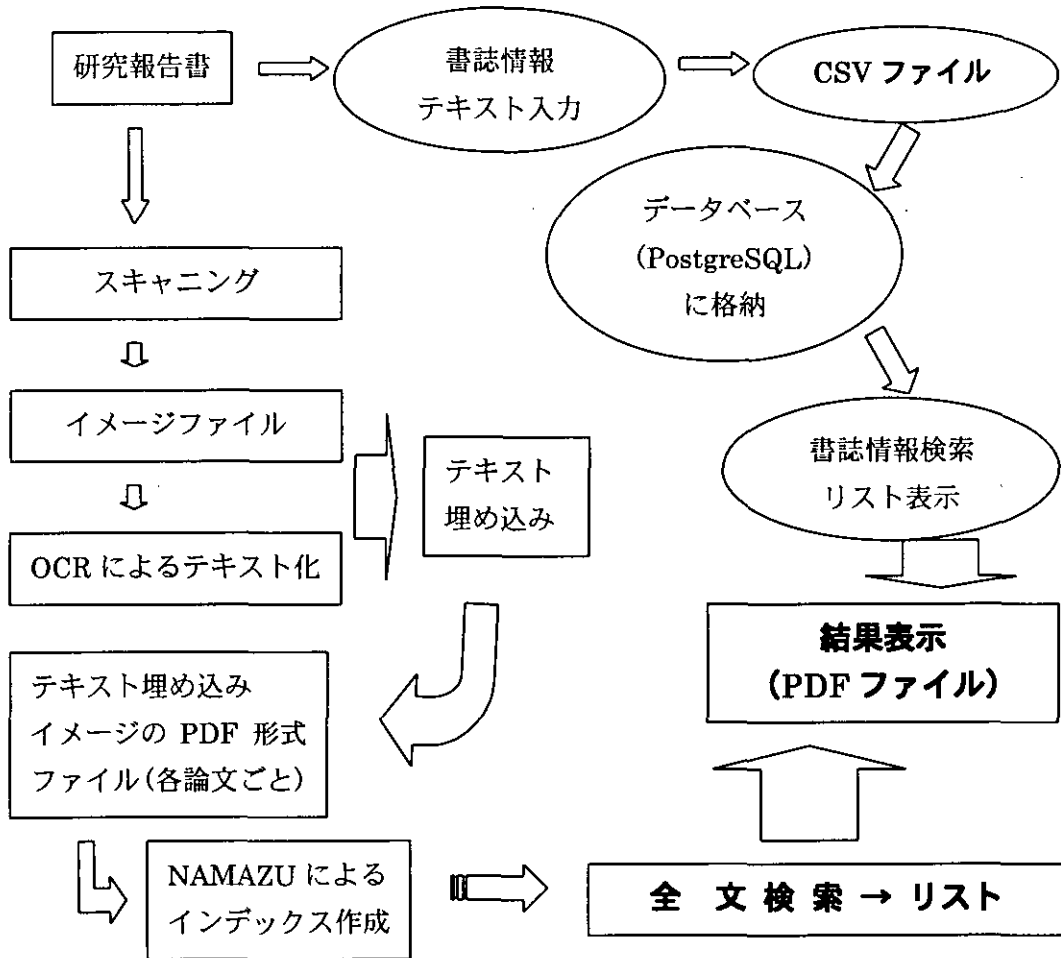 研究報告書
書誌情報
テキスト入力
CSV ファイル
データベース
(PostgreSQL)
に格納
スキャニング
イメージファイル
テキスト
埋め込み
書誌情報検索
リスト表示
OCR によるテキスト化
結果表示
(PDF ファイル)
テキスト埋め込み
イメージの PDF 形式
ファイル(各論文ごと)
NAMAZU による
インデックス作成
全 文 検 索 → リスト